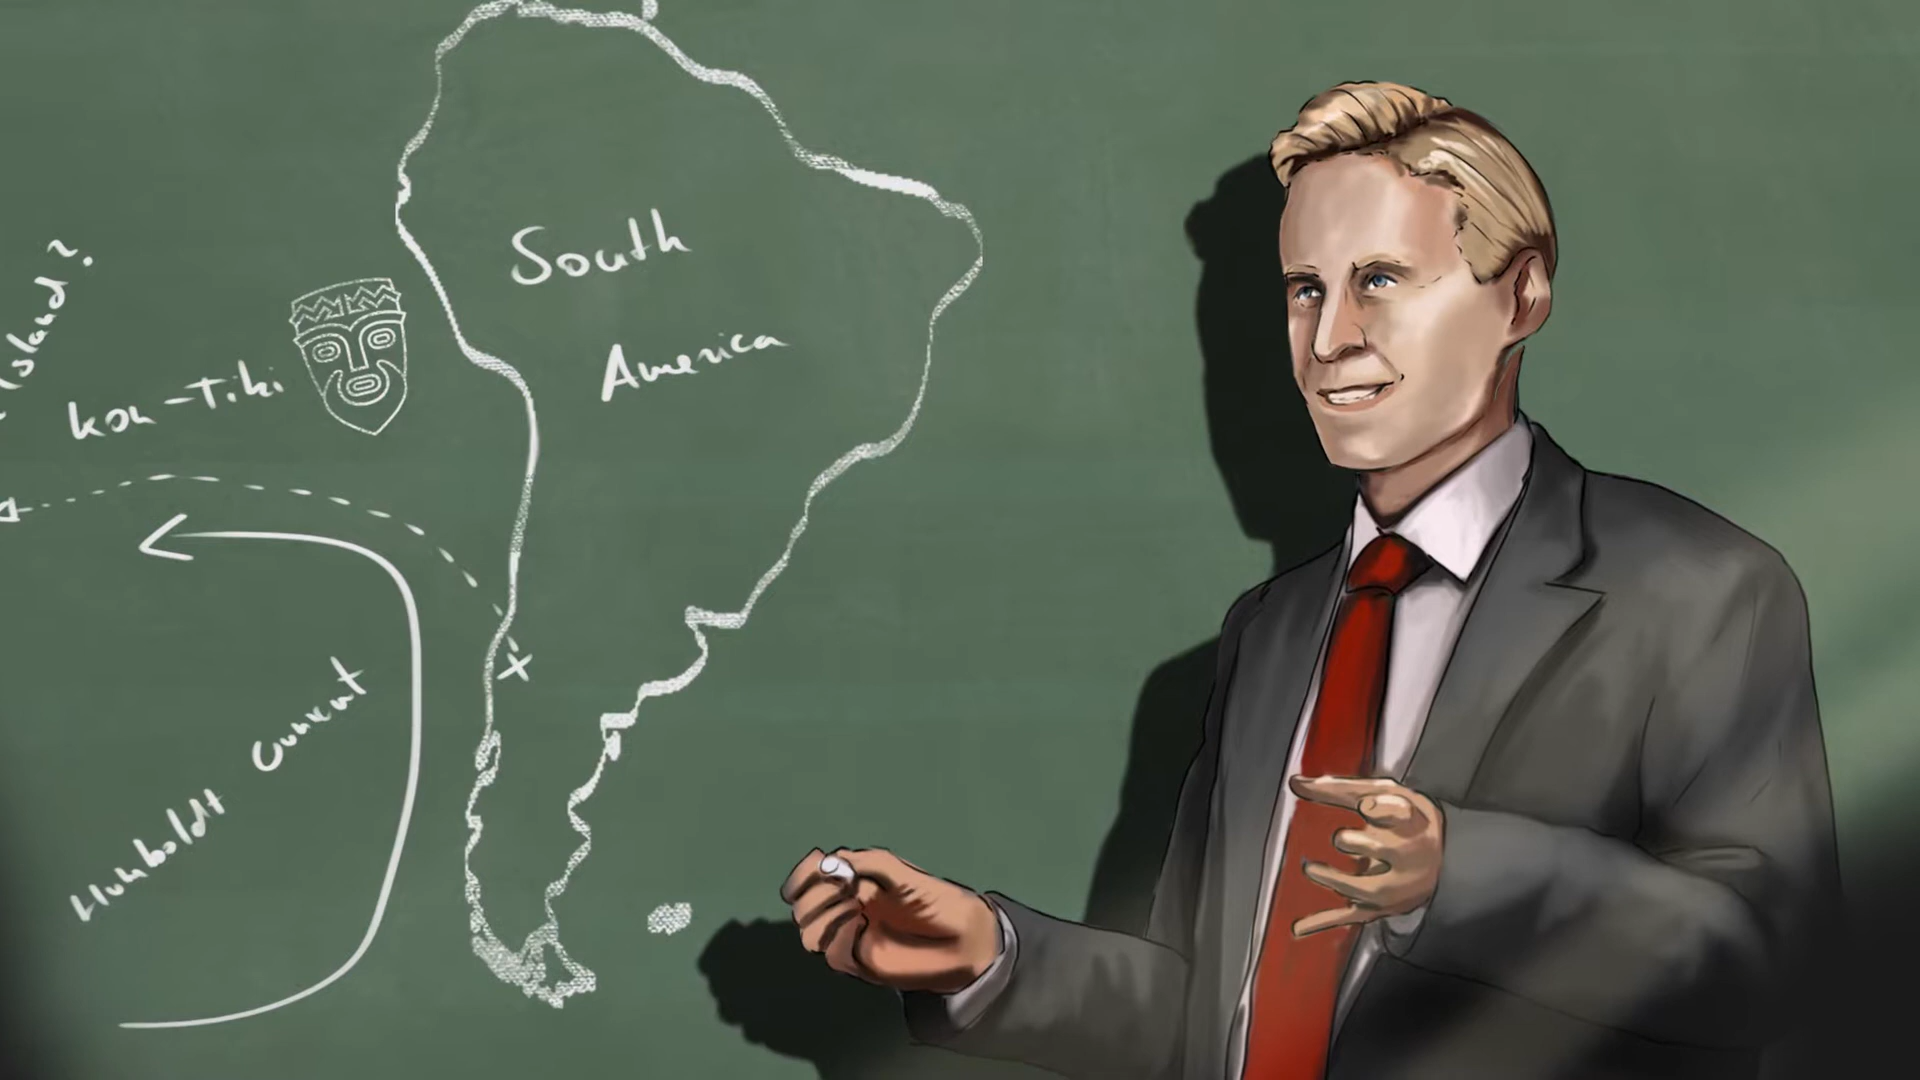 Island?
Kon-Tiki
South
America
Humboldt Current